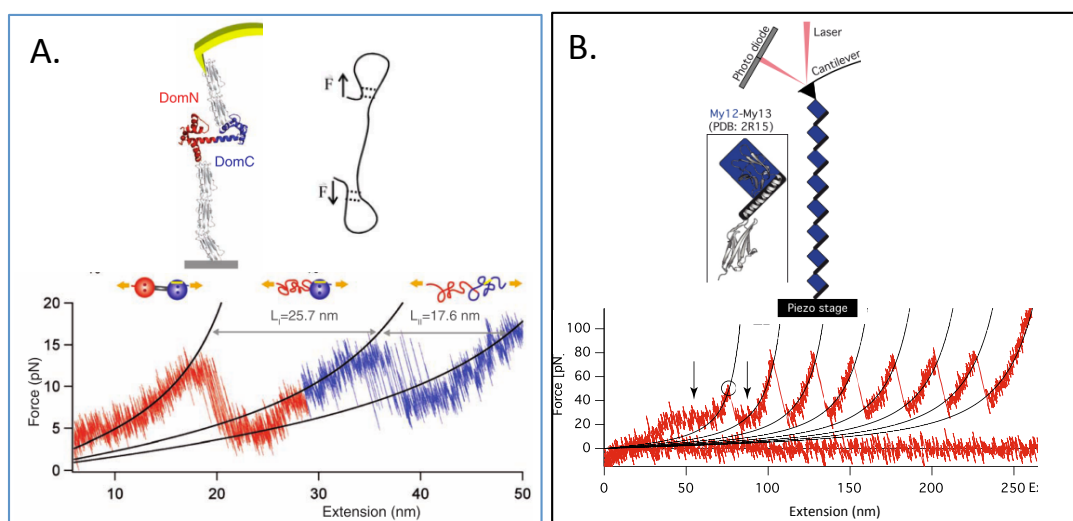 A.
DomN
DomC
F
F
L_I=25.7 nm
L_II=17.6 nm
20
15
10
5
0
Force (pN)
10
20
30
40
50
Extension (nm)
B.
Laser
Photo diode
Cantilever
My12-My13
(PDB: 2R15)
Piezo stage
100
80
60
40
20
0
Force [pN]
0
50
100
150
200
250
Ex:
Extension (nm)